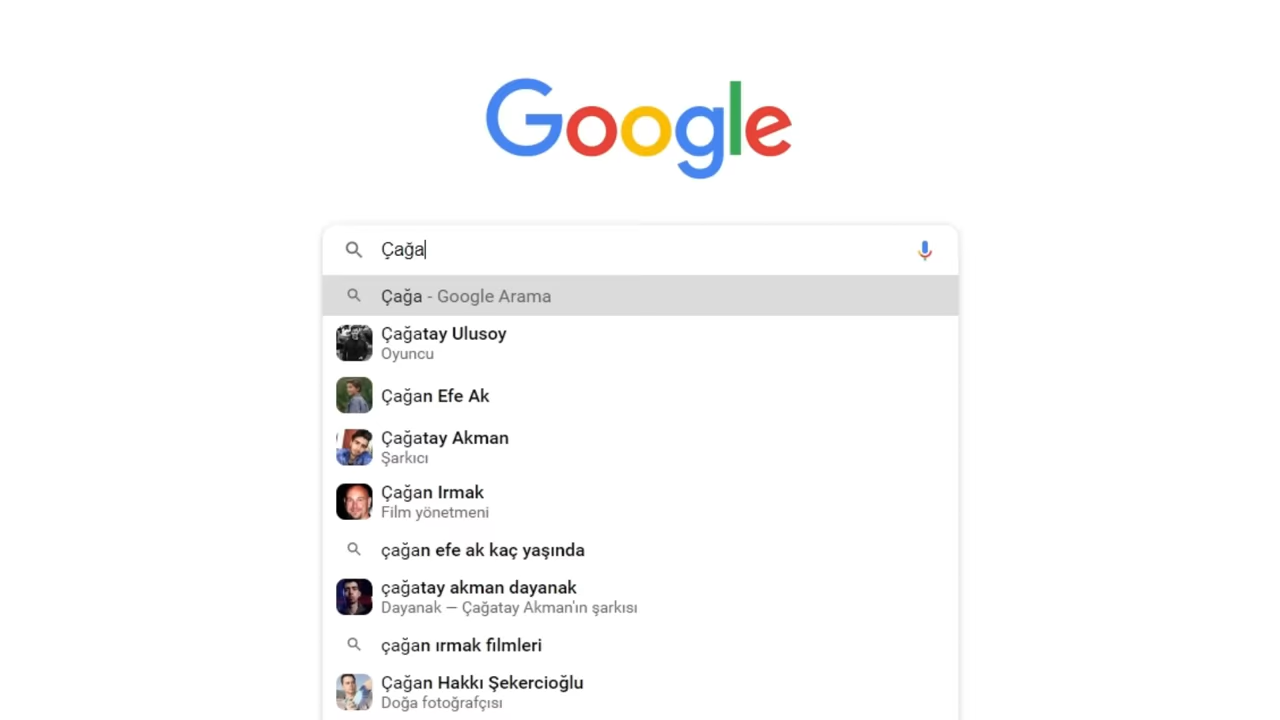 Google
Çağa
Çağa - Google Arama
Çağatay Ulusoy
Oyuncu
Çağan Efe Ak
Çağatay Akman
Şarkıcı
Çağan Irmak
Film yönetmeni
çağan efe ak kaç yaşında
çağatay akman dayanak
Dayanak — Çağatay Akman'ın şarkısı
çağan ırmak filmleri
Çağan Hakkı Şekercioğlu
Doğa fotoğrafçısı